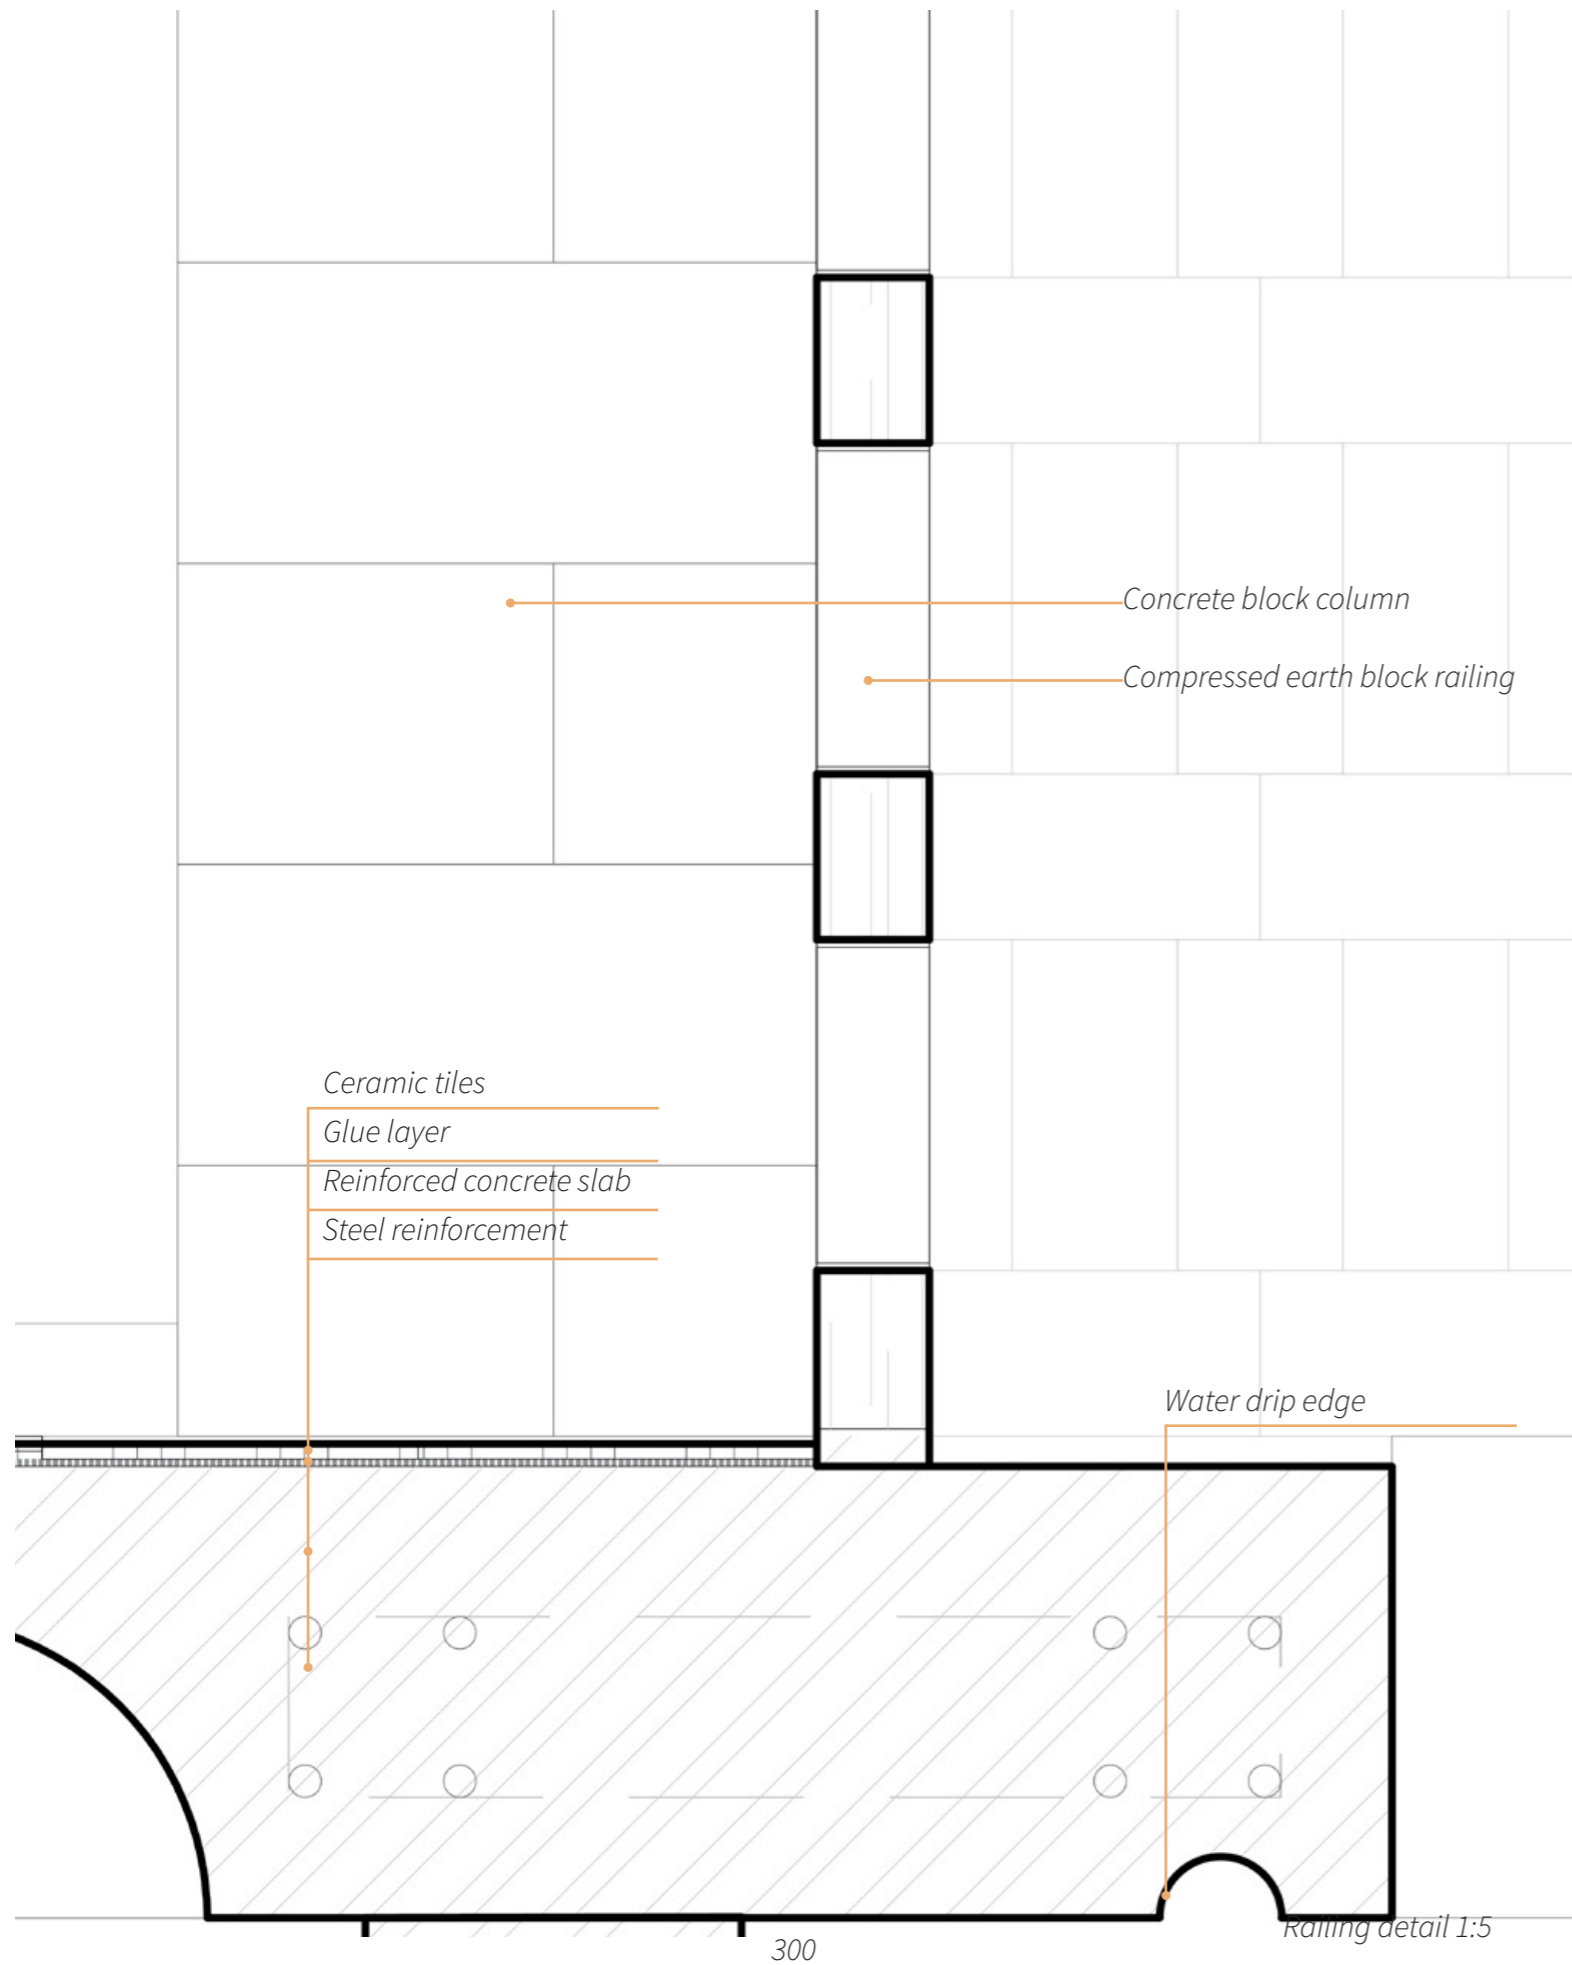 Concrete block column
Compressed earth block railing
Ceramic tiles
Glue layer
Reinforced concrete slab
Steel reinforcement
Water drip edge
Railing detail 1:5
300